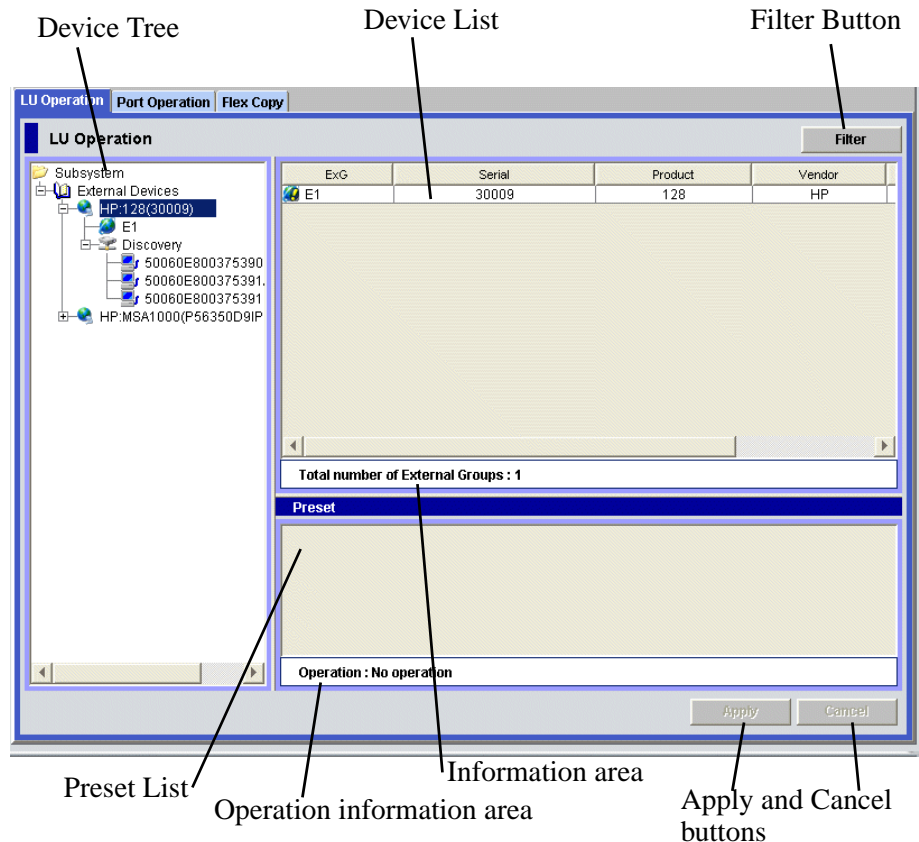 Device Tree
Device List
Filter Button
LU Operation
Port Operation
Flex Copy
LU Operation
Filter
Subsystem
External Devices
HP:128(30009)
E1
Discovery
50060E800375390
50060E800375391.
50060E800375391
HP:MSA1000(P56350D9IP
ExG Serial Product Vendor
E1 30009 128 HP
Total number of External Groups : 1
Preset
Operation : No operation
Apply
Cancel
Preset List
Operation information area
Information area
Apply and Cancel
buttons